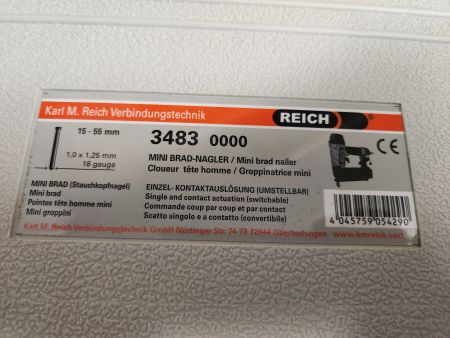 Karl M. Reich Verbindungstechnik
REICH
15 - 55 mm
1,0 x 1,25 mm
18 gauge
3483 0000
MINI BRAD-NAGLER / Mini brad nailer
Cloueur tête homme / Groppinatrice mini
CE
MINI BRAD (Stauchkopfnagel)
Mini brad
Pointes tête homme mini
Mini groppini
EINZEL- KONTAKTAUSLÖSUNG (UMSTELLBAR)
Single and contact actuation (switchable)
Commande coup par coup et par contact
Scatto singolo e a contatto (convertibile)
4 045759 054290
Karl M. Reich Verbindungstechnik GmbH Nürtinger Str. 74-78 72644 Oberboihingen
www.kmreich.com